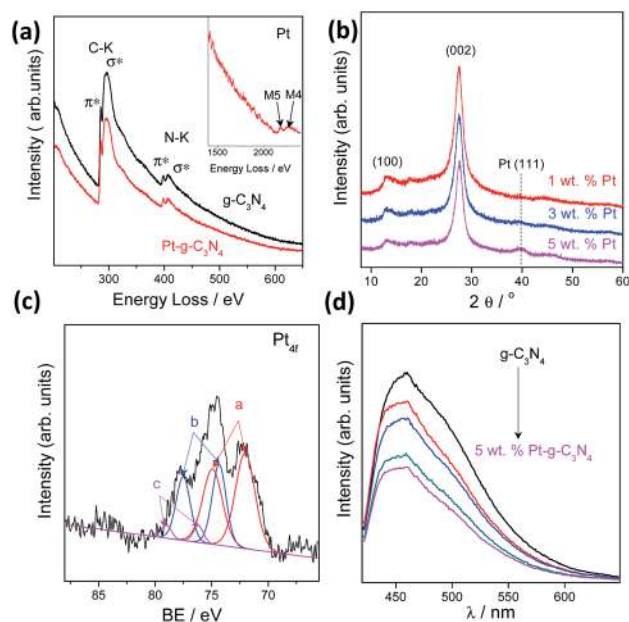 (a)
C-K
σ*
π*
N-K
π*
σ*
g-C₃N₄
Pt-g-C₃N₄
Pt
M5 M4
1400 2200
Energy Loss / eV
300 400 500 600
Energy Loss / eV
Intensity ( arb.units)
(b)
(002)
(100)
Pt (111)
1 wt. % Pt
3 wt. % Pt
5 wt. % Pt
10 20 30 40 50 60
2 θ / °
Intensity (arb. units)
(c)
Pt₄f
a
b
c
85 80 75 70
BE / eV
Intensity (arb. units)
(d)
g-C₃N₄
5 wt. % Pt-g-C₃N₄
450 500 550 600
λ / nm
Intensity (arb. units)